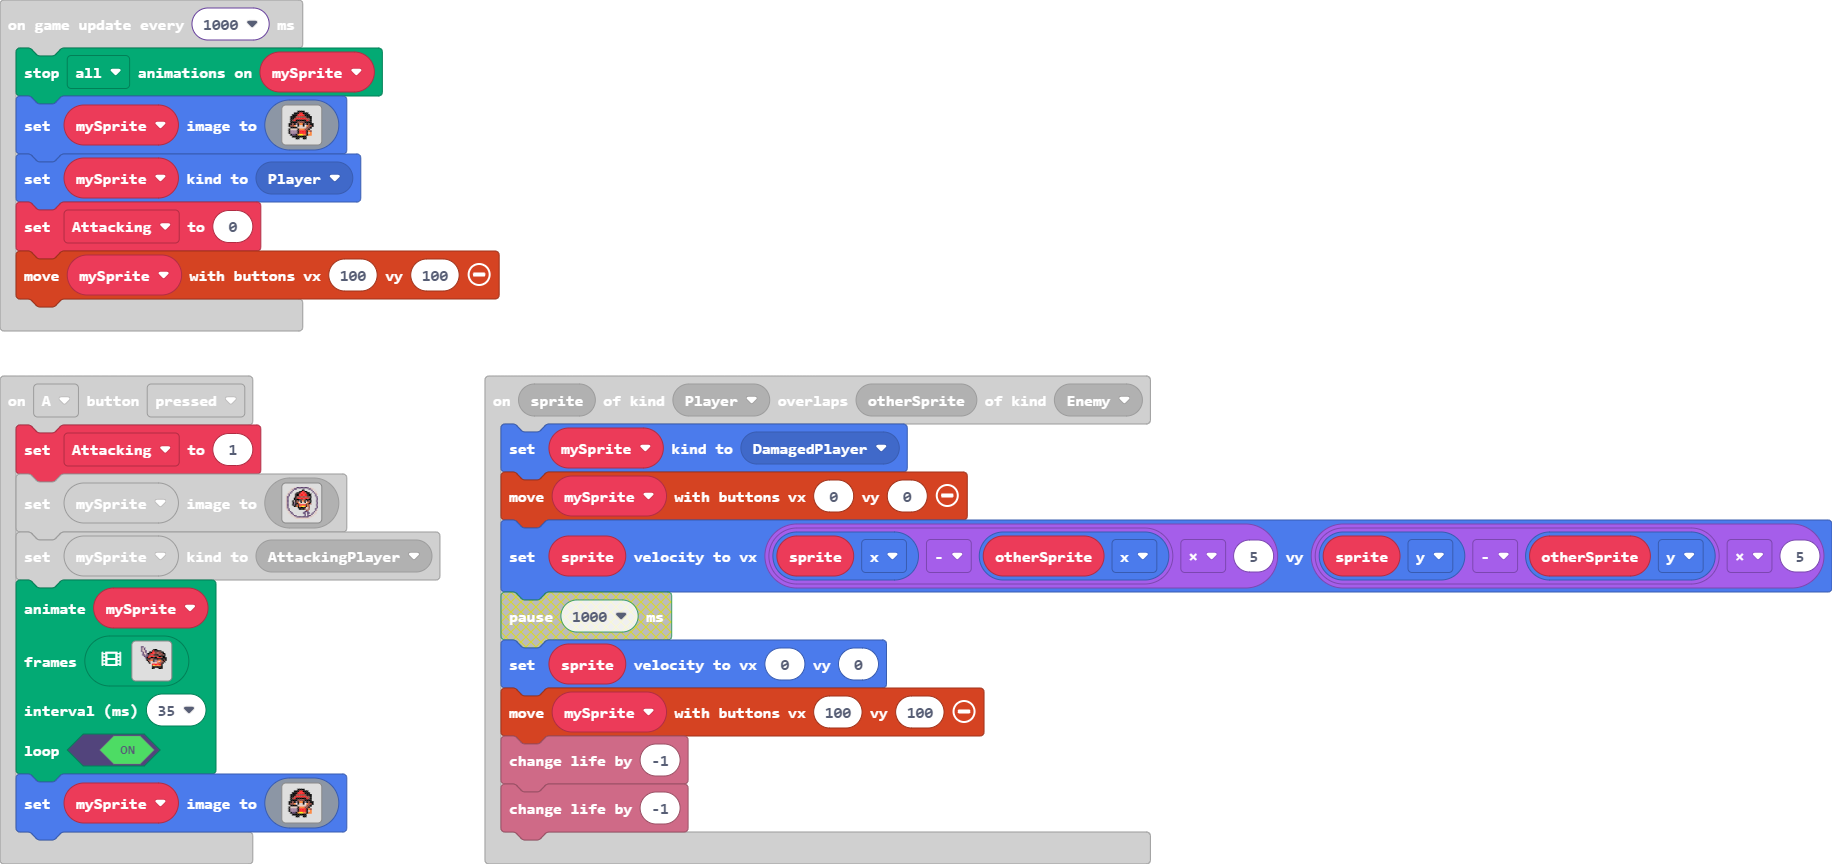 on game update every 1000 ms
stop all animations on mySprite
set mySprite image to
set mySprite kind to Player
set Attacking to 0
move mySprite with buttons vx 100 vy 100
on A button pressed
set Attacking to 1
set mySprite image to
set mySprite kind to AttackingPlayer
animate mySprite
frames
interval (ms) 35
loop ON
set mySprite image to
on sprite of kind Player overlaps otherSprite of kind Enemy
set mySprite kind to DamagedPlayer
move mySprite with buttons vx 0 vy 0
set sprite velocity to vx sprite x - otherSprite x × 5 vy sprite y - otherSprite y × 5
pause 1000 ms
set sprite velocity to vx 0 vy 0
move mySprite with buttons vx 100 vy 100
change life by -1
change life by -1